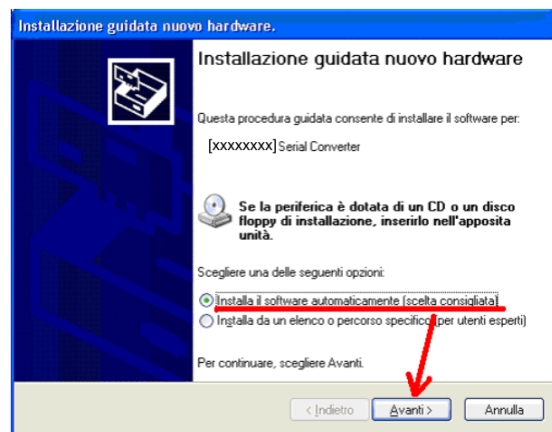 Installazione guidata nuovo hardware.
Installazione guidata nuovo hardware
Questa procedura guidata consente di installare il software per:
[xxxxxxxx] Serial Converter
Se la periferica è dotata di un CD o un disco
floppy di installazione, inserirlo nell'apposita
unità.
Scegliere una delle seguenti opzioni:
Installa il software automaticamente (scelta consigliata)
Installa da un elenco o percorso specifico (per utenti esperti)
Per continuare, scegliere Avanti.
< Indietro Avanti > Annulla